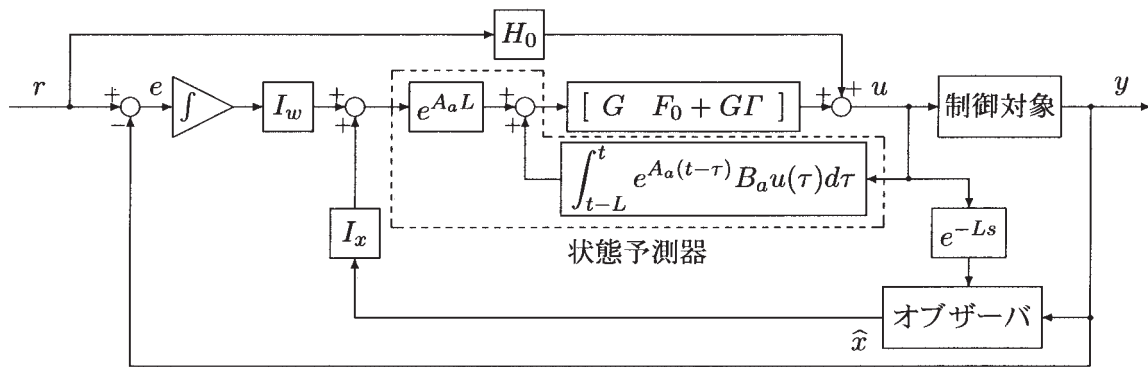 H_0
r
+
−
e
∫
I_w
+
+
e^{A_a L}
+
+
[ G F_0 + GΓ ]
+
+
u
制御対象
y
∫_{t−L}^{t} e^{A_a(t−τ)} B_a u(τ)dτ
I_x
状態予測器
e^{−Ls}
オブザーバ
x̂